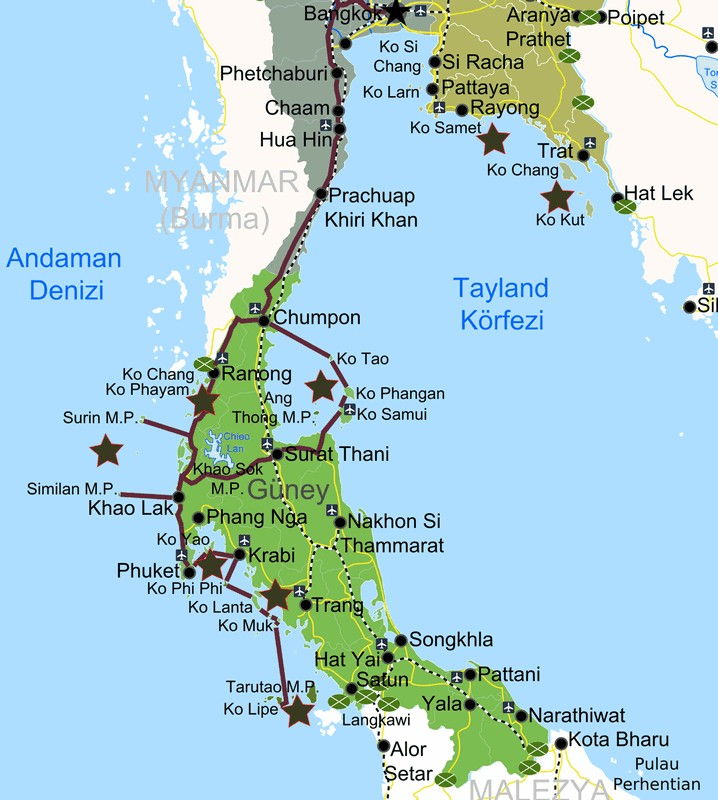 Bangkok
Aranya
Prathet
Poipet
Ko Si
Chang
Si Racha
Phetchaburi
Ko Larn
Pattaya
Chaam
Rayong
Hua Hin
Ko Samet
Trat
Ko Chang
MYANMAR
(Burma)
Prachuap
Khiri Khan
Hat Lek
Ko Kut
Andaman
Denizi
Tayland
Körfezi
Chumpon
Ko Tao
Ko Chang
Ranong
Ko Phayam
Ang
Thong M.P.
Ko Phangan
Ko Samui
Surin M.P.
Chieo
Lan
Surat Thani
Khao Sok
M.P.
Similan M.P.
Güney
Khao Lak
Phang Nga
Nakhon Si
Thammarat
Ko Yao
Krabi
Phuket
Ko Phi Phi
Ko Lanta
Trang
Ko Muk
Songkhla
Hat Yai
Pattani
Tarutao M.P.
Satun
Ko Lipe
Langkawi
Yala
Narathiwat
Kota Bharu
Alor
Setar
Pulau
Perhentian
MALEZYA